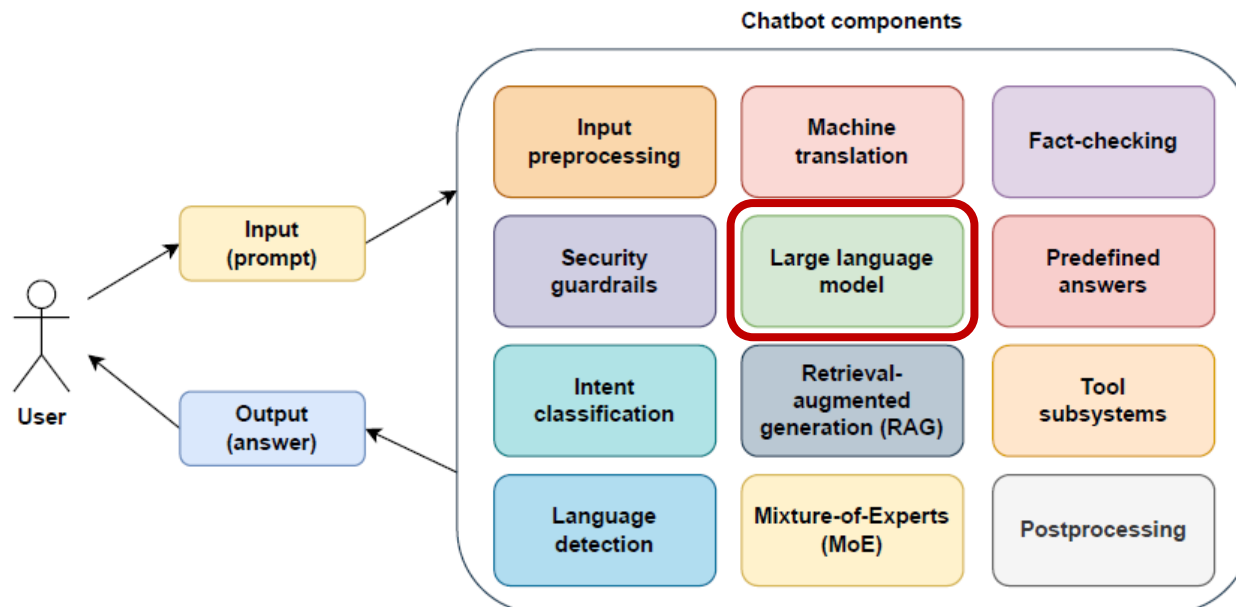 Chatbot components
Input
preprocessing
Machine
translation
Fact-checking
Input
(prompt)
Security
guardrails
Large language
model
Predefined
answers
User
Output
(answer)
Intent
classification
Retrieval-
augmented
generation (RAG)
Tool
subsystems
Language
detection
Mixture-of-Experts
(MoE)
Postprocessing